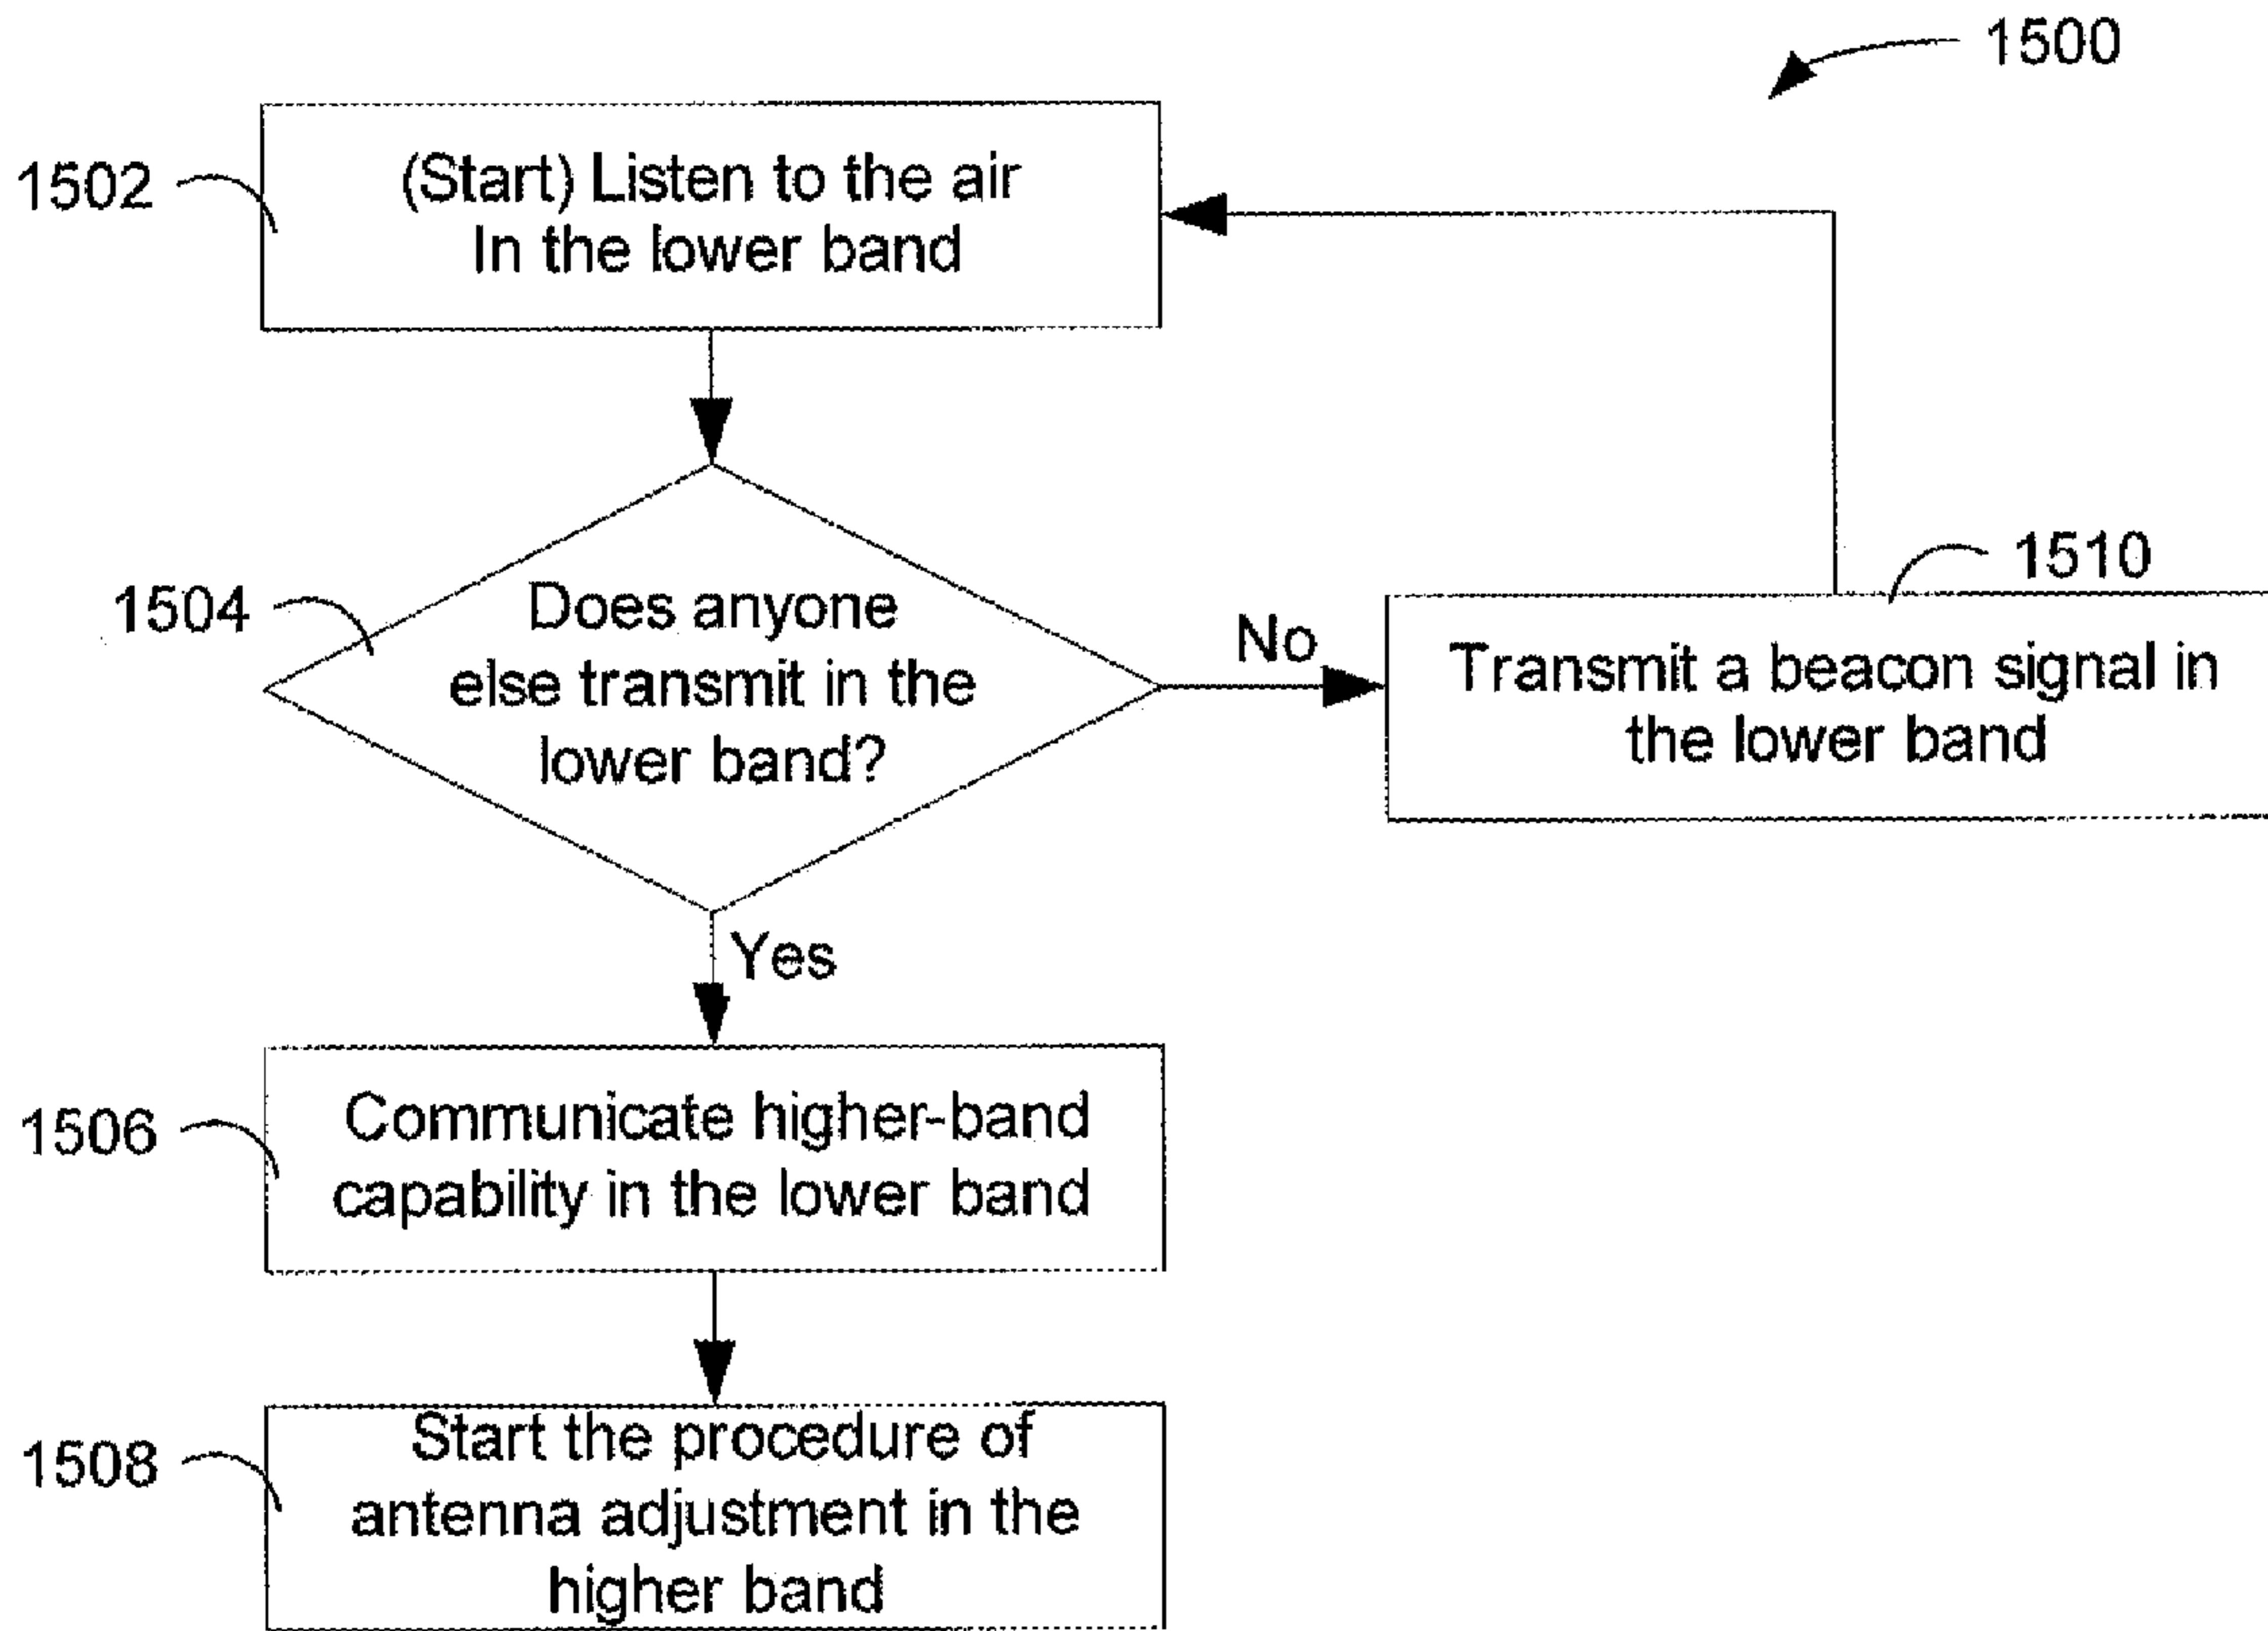 1500
1502
(Start) Listen to the air
In the lower band
1504
Does anyone
else transmit in the
lower band?
No
1510
Transmit a beacon signal in
the lower band
Yes
1506
Communicate higher-band
capability in the lower band
1508
Start the procedure of
antenna adjustment in the
higher band